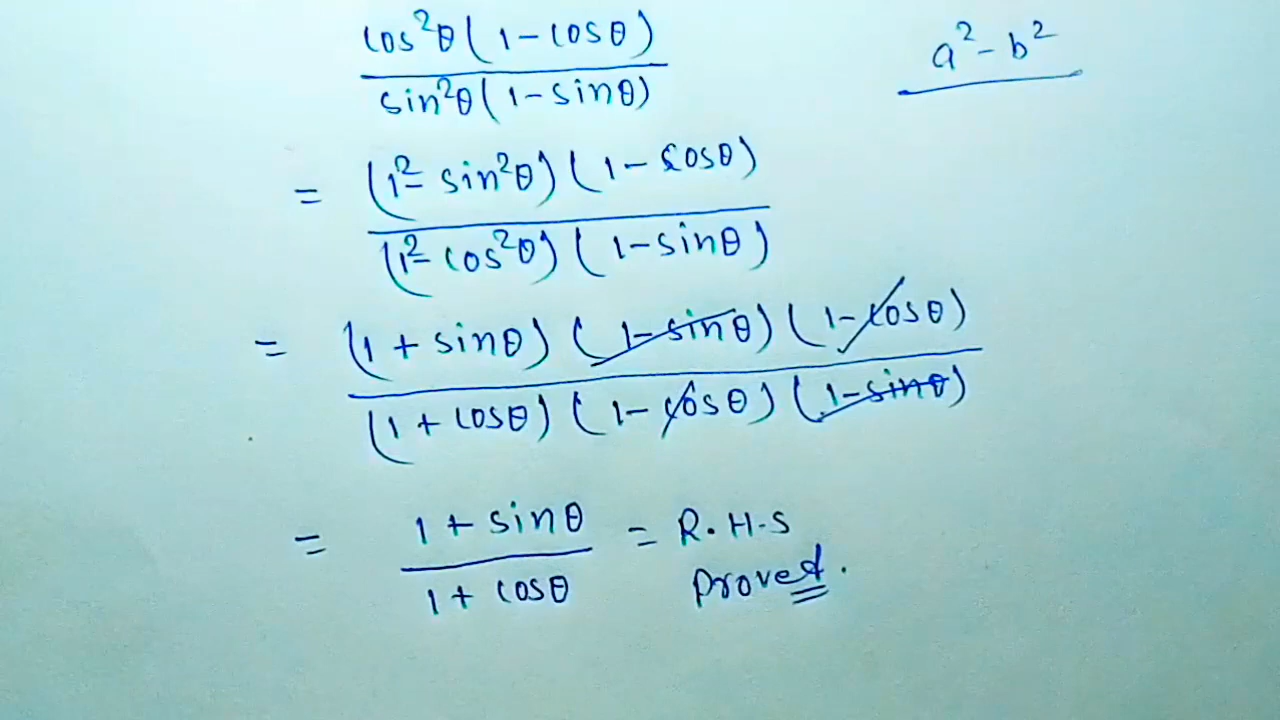 cos²θ(1-cosθ)
sin²θ(1-sinθ)
a²-b²
= (1²- sin²θ)(1-cosθ)
(1²- cos²θ)(1-sinθ)
= (1+sinθ)(1-sinθ)(1-cosθ)
(1+cosθ)(1-cosθ)(1-sinθ)
= 1+sinθ = R.H.S
1+cosθ
Proved.